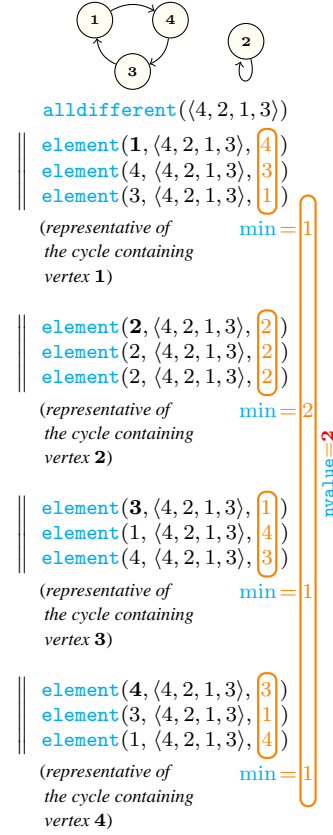 1 4 2
3
alldifferent(⟨4, 2, 1, 3⟩)
element(1, ⟨4, 2, 1, 3⟩, 4)
element(4, ⟨4, 2, 1, 3⟩, 3)
element(3, ⟨4, 2, 1, 3⟩, 1)
(representative of min=1
the cycle containing
vertex 1)
element(2, ⟨4, 2, 1, 3⟩, 2)
element(2, ⟨4, 2, 1, 3⟩, 2)
element(2, ⟨4, 2, 1, 3⟩, 2)
(representative of min=2
the cycle containing
vertex 2)
nvalue=2
element(3, ⟨4, 2, 1, 3⟩, 1)
element(1, ⟨4, 2, 1, 3⟩, 4)
element(4, ⟨4, 2, 1, 3⟩, 3)
(representative of min=1
the cycle containing
vertex 3)
element(4, ⟨4, 2, 1, 3⟩, 3)
element(3, ⟨4, 2, 1, 3⟩, 1)
element(1, ⟨4, 2, 1, 3⟩, 4)
(representative of min=1
the cycle containing
vertex 4)